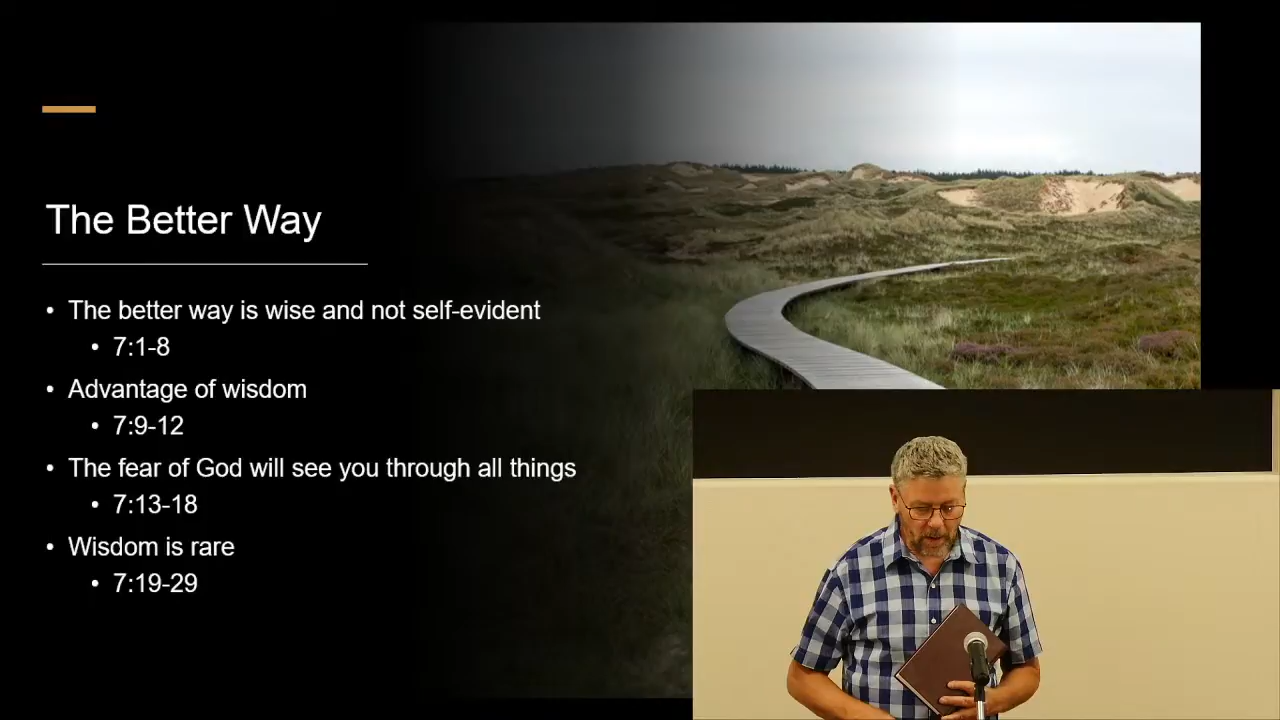 The Better Way
• The better way is wise and not self-evident
• 7:1-8
• Advantage of wisdom
• 7:9-12
• The fear of God will see you through all things
• 7:13-18
• Wisdom is rare
• 7:19-29